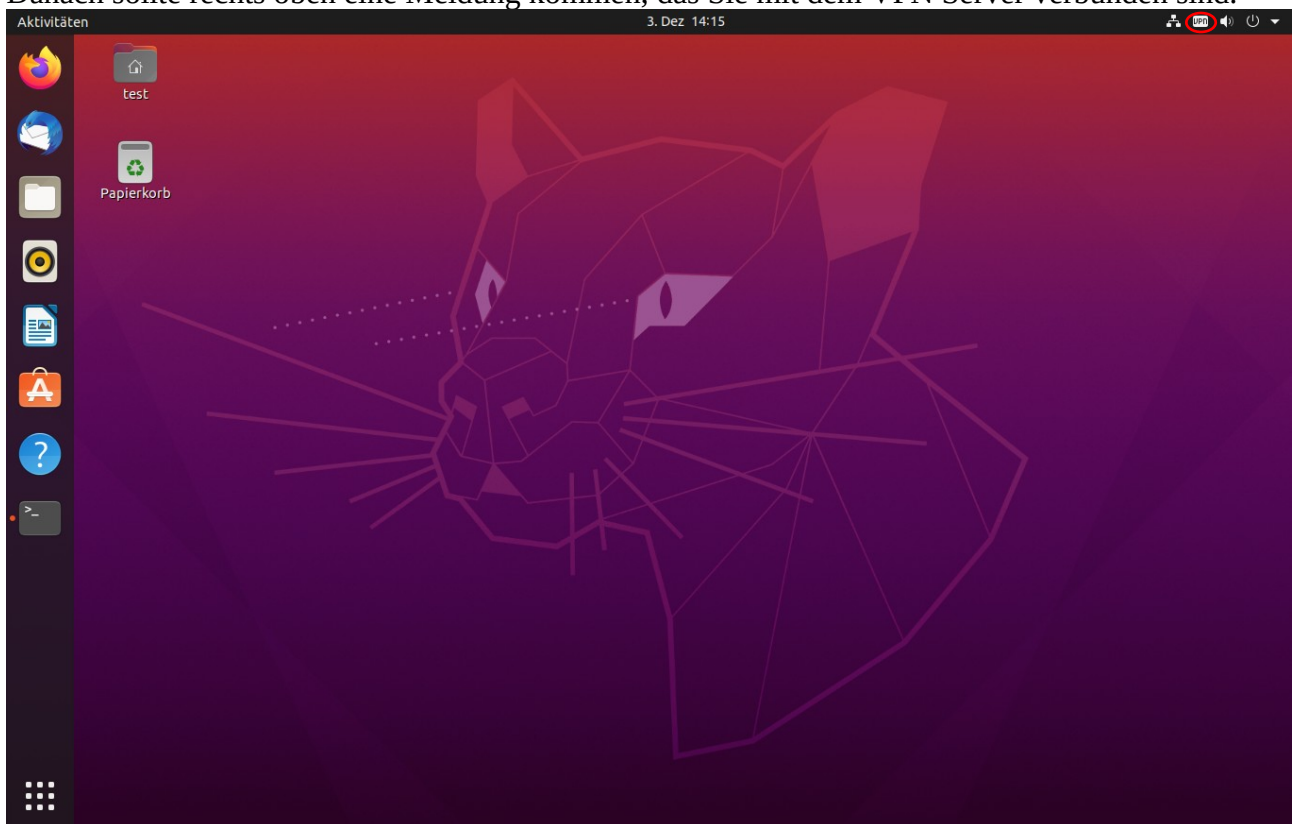 Danach sollte rechts oben eine Meldung kommen, das Sie mit dem VPN Server verbunden sind.
Aktivitäten 3. Dez 14:15 VPN
test
Papierkorb